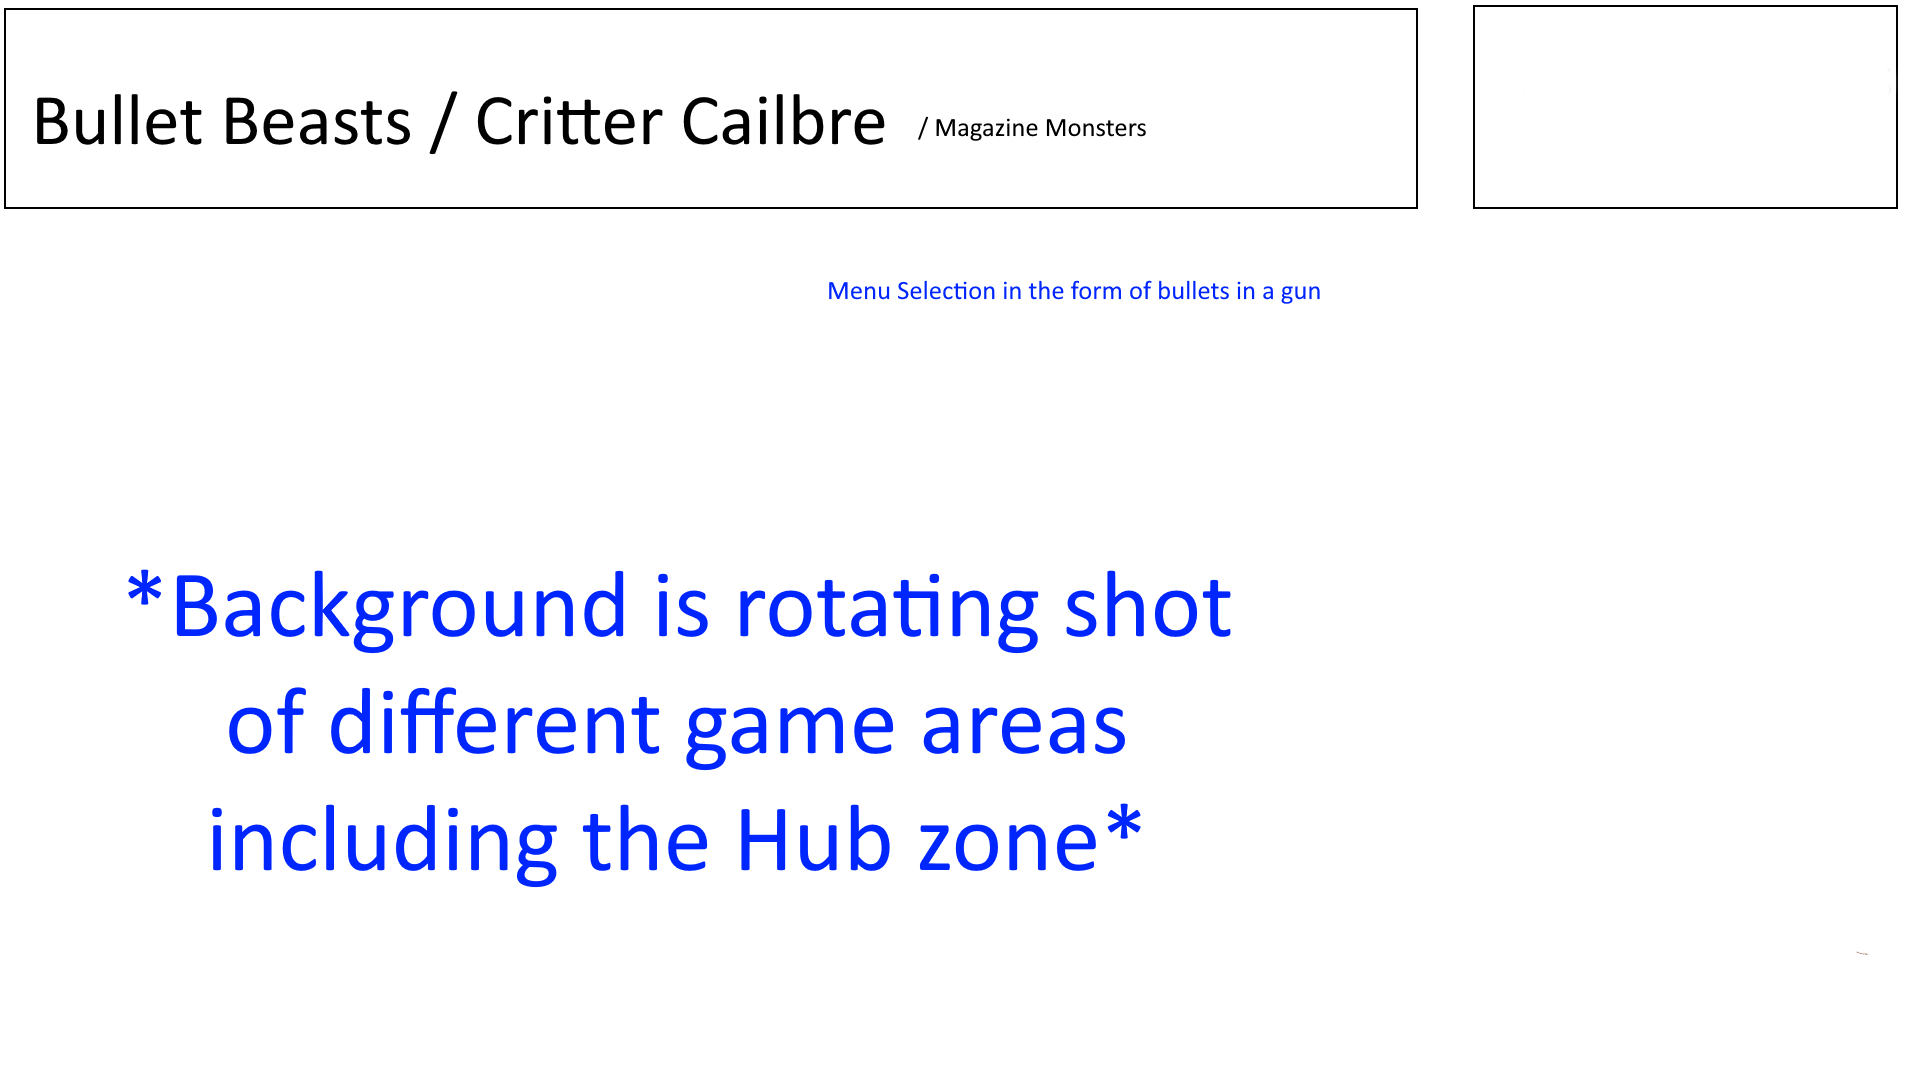 Bullet Beasts / Critter Cailbre / Magazine Monsters
Menu Selection in the form of bullets in a gun
*Background is rotating shot
of different game areas
including the Hub zone*